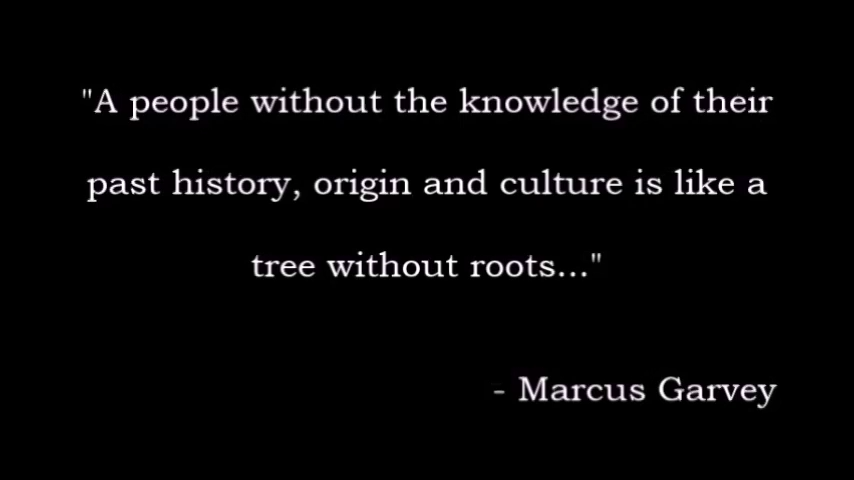 "A people without the knowledge of their
past history, origin and culture is like a
tree without roots..."
- Marcus Garvey